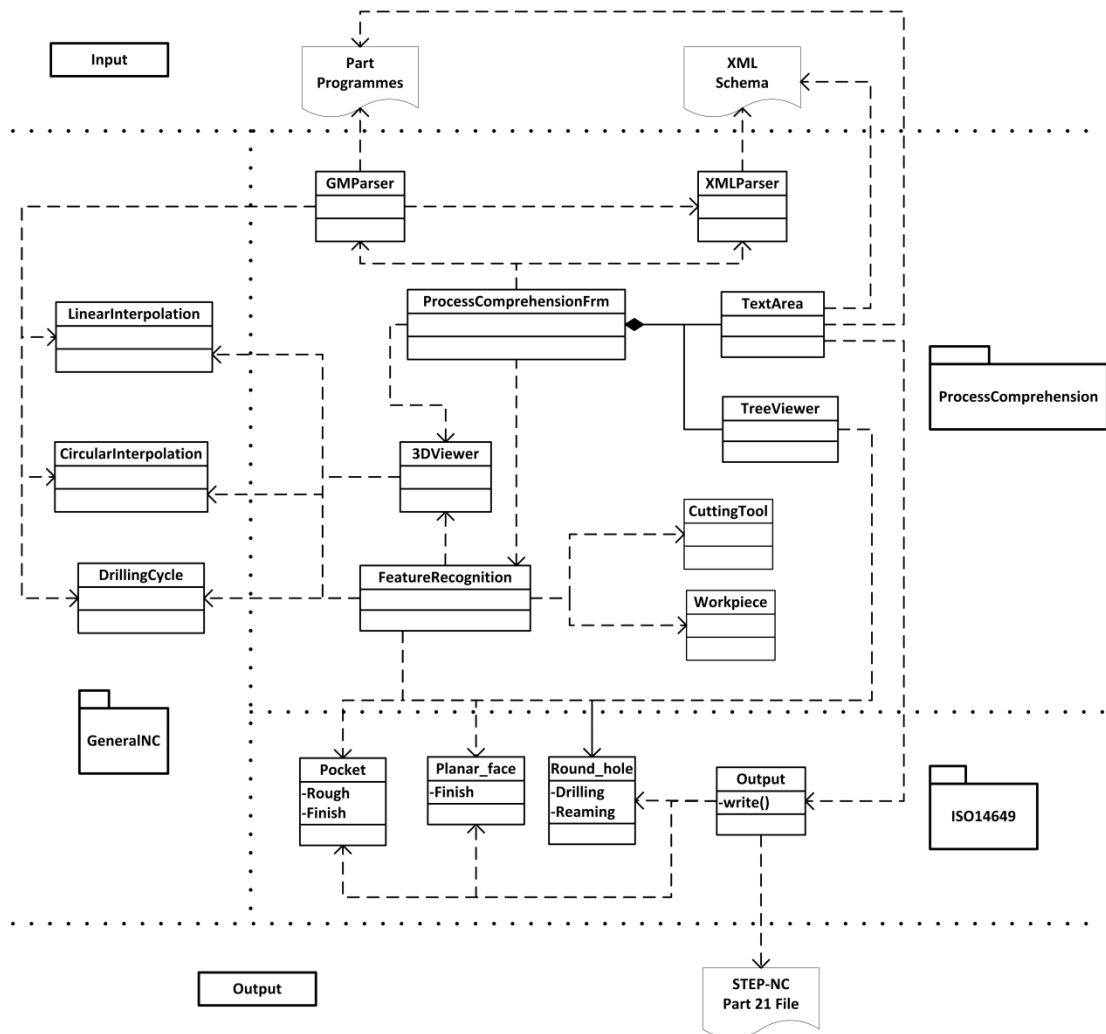 Input
Part
Programmes
XML
Schema
GMParser
XMLParser
ProcessComprehensionFrm
TextArea
LinearInterpolation
TreeViewer
ProcessComprehension
CircularInterpolation
3DViewer
CuttingTool
DrillingCycle
FeatureRecognition
Workpiece
GeneralNC
Pocket
-Rough
-Finish
Planar_face
-Finish
Round_hole
-Drilling
-Reaming
Output
-write()
ISO14649
Output
STEP-NC
Part 21 File